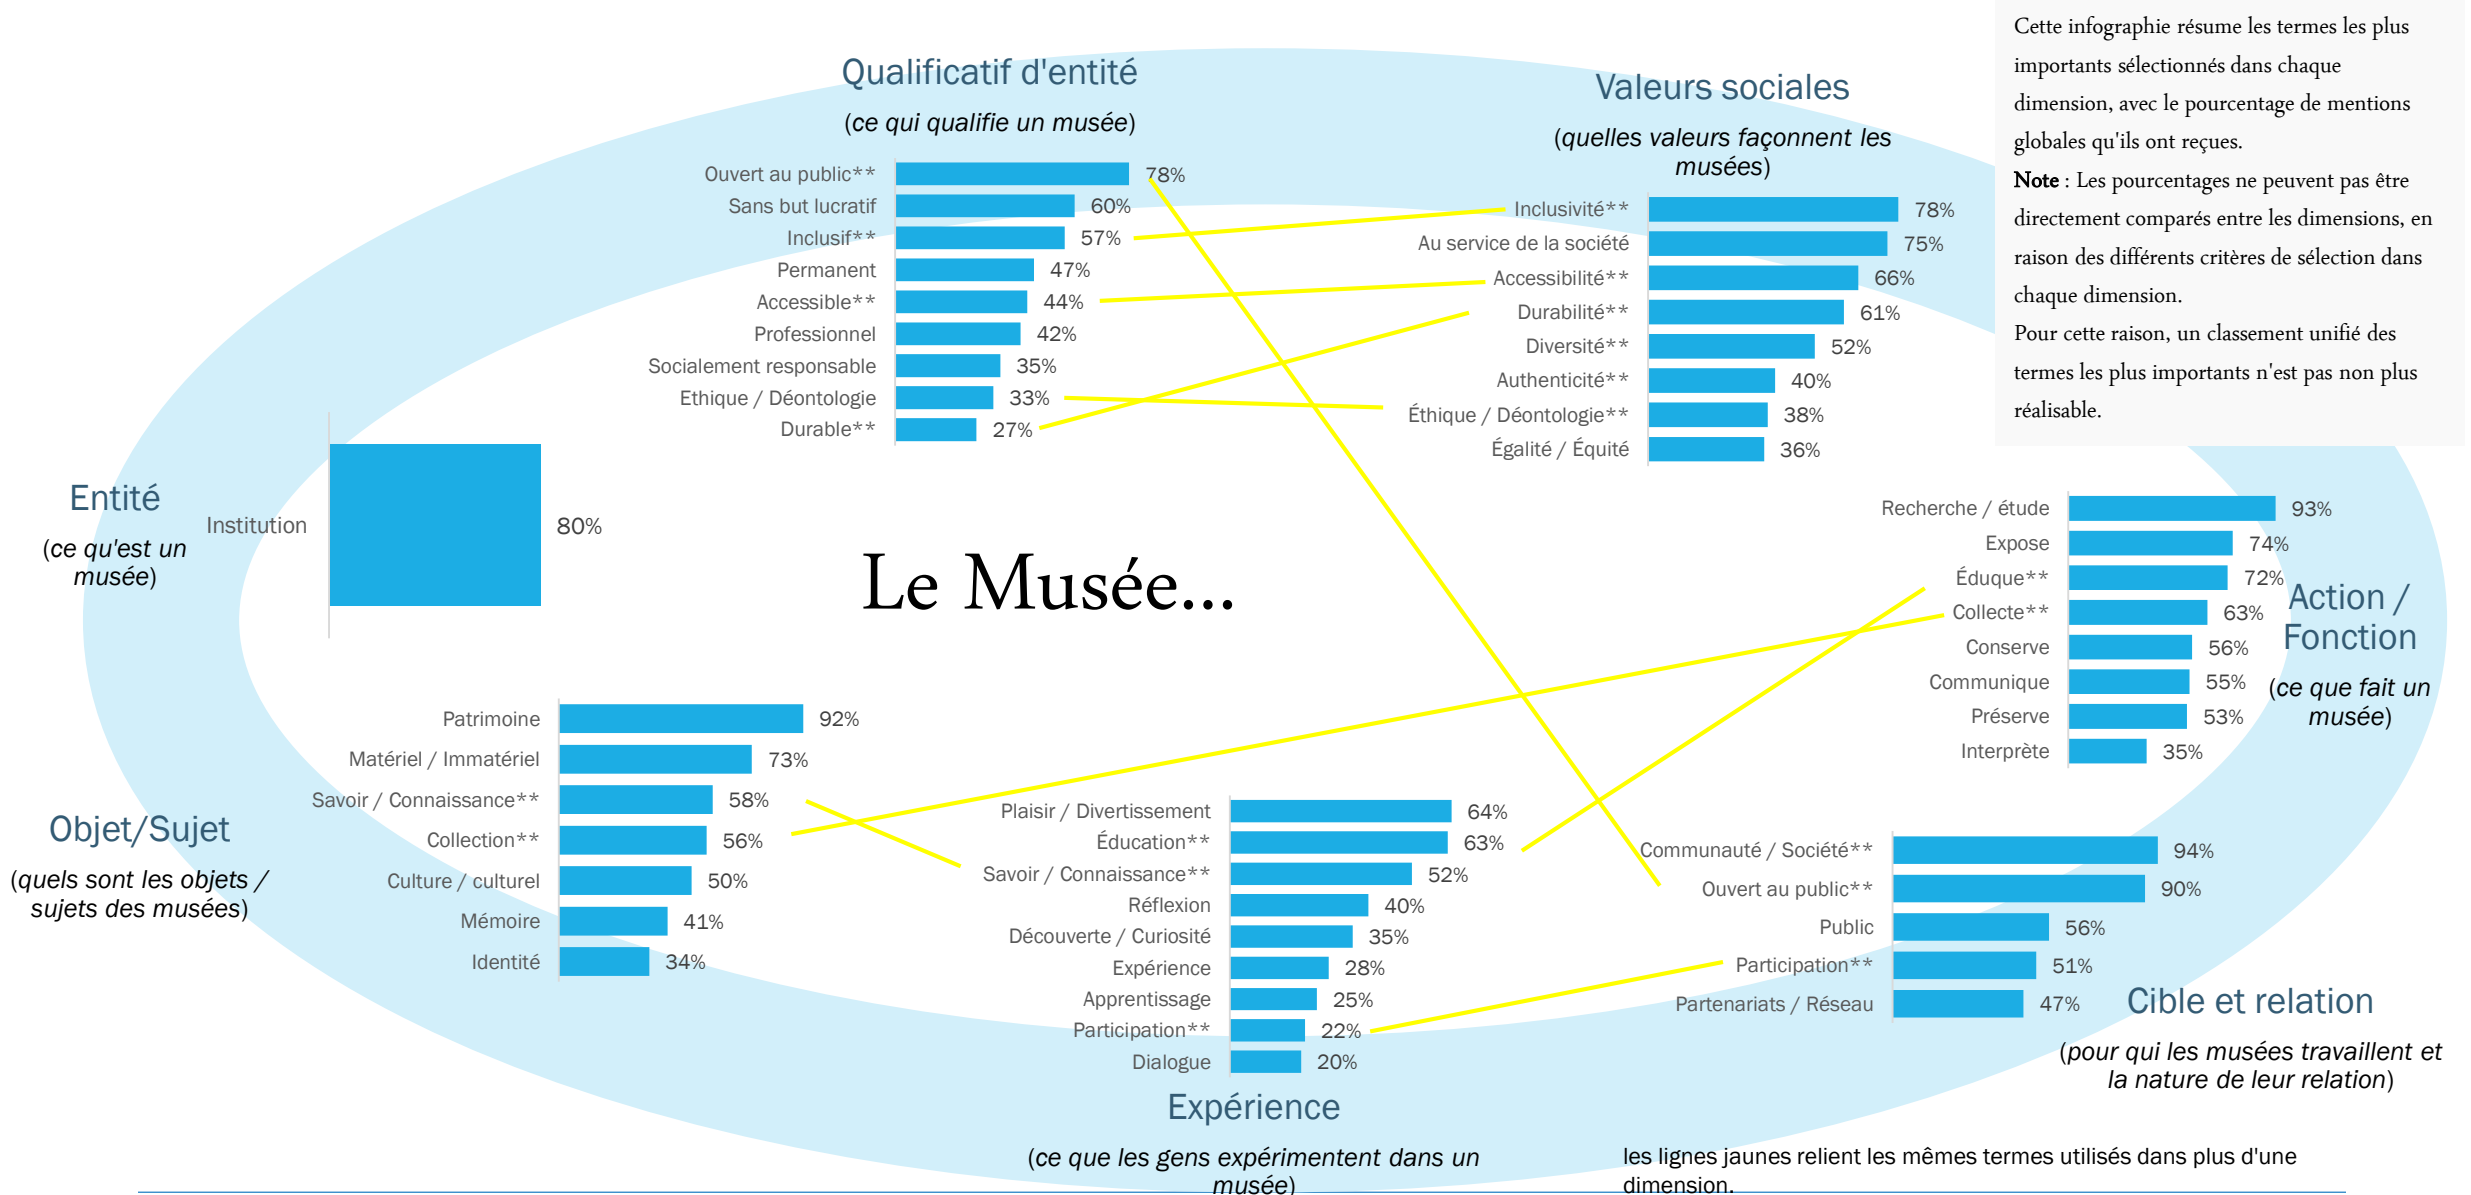 Cette infographie résume les termes les plus
importants sélectionnés dans chaque
dimension, avec le pourcentage de mentions
globales qu'ils ont reçues.
Note : Les pourcentages ne peuvent pas être
directement comparés entre les dimensions, en
raison des différents critères de sélection dans
chaque dimension.
Pour cette raison, un classement unifié des
termes les plus importants n'est pas non plus
réalisable.
Qualificatif d'entité
(ce qui qualifie un musée)
Ouvert au public** 78%
Sans but lucratif 60%
Inclusif** 57%
Permanent 47%
Accessible** 44%
Professionnel 42%
Socialement responsable 35%
Ethique / Déontologie 33%
Durable** 27%
Valeurs sociales
(quelles valeurs façonnent les
musées)
Inclusivité** 78%
Au service de la société 75%
Accessibilité** 66%
Durabilité** 61%
Diversité** 52%
Authenticité** 40%
Éthique / Déontologie** 38%
Égalité / Équité 36%
Entité
(ce qu'est un
musée)
Institution 80%
Le Musée...
Recherche / étude 93%
Expose 74%
Éduque** 72%
Collecte** 63%
Conserve 56%
Communique 55%
Préserve 53%
Interprète 35%
Action /
Fonction
(ce que fait un
musée)
Objet/Sujet
(quels sont les objets /
sujets des musées)
Patrimoine 92%
Matériel / Immatériel 73%
Savoir / Connaissance** 58%
Collection** 56%
Culture / culturel 50%
Mémoire 41%
Identité 34%
Plaisir / Divertissement 64%
Éducation** 63%
Savoir / Connaissance** 52%
Réflexion 40%
Découverte / Curiosité 35%
Expérience 28%
Apprentissage 25%
Participation** 22%
Dialogue 20%
Expérience
(ce que les gens expérimentent dans un
musée)
Communauté / Société** 94%
Ouvert au public** 90%
Public 56%
Participation** 51%
Partenariats / Réseau 47%
Cible et relation
(pour qui les musées travaillent et
la nature de leur relation)
les lignes jaunes relient les mêmes termes utilisés dans plus d'une
dimension.